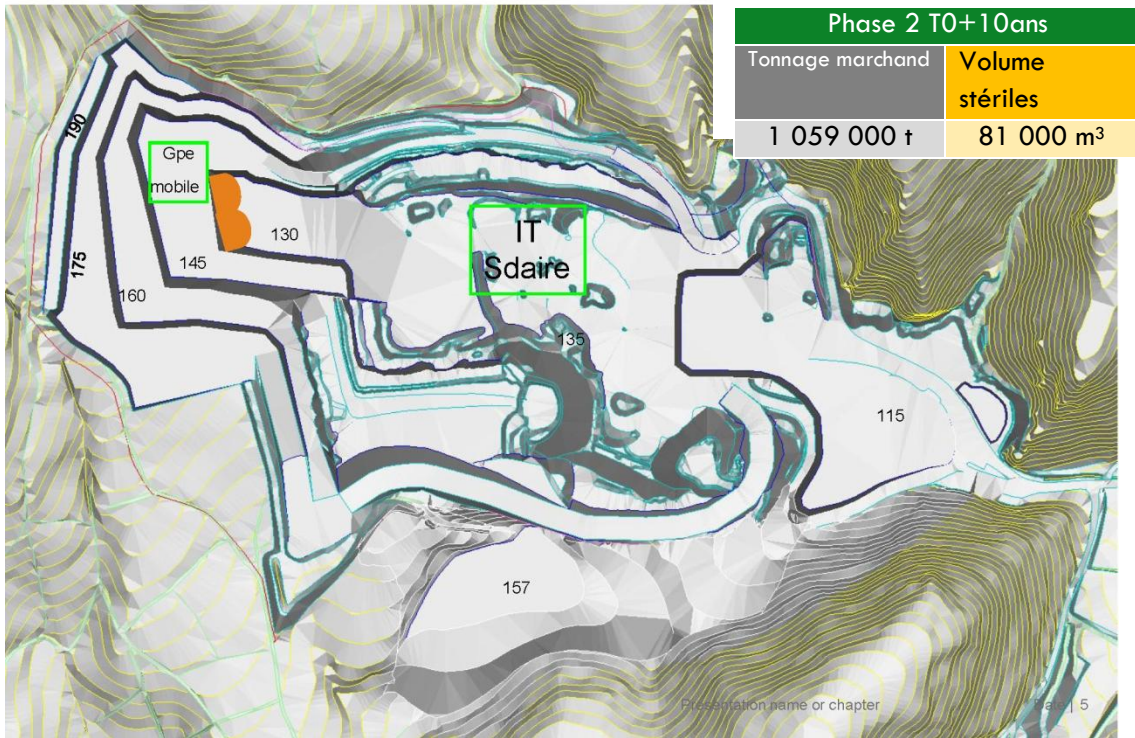 Phase 2 T0+10ans
Tonnage marchand
Volume
stériles
1 059 000 t
81 000 m³
190
Gpe
mobile
130
IT
Sdaire
175
145
160
135
115
157
Presentation name or chapter
Date | 5